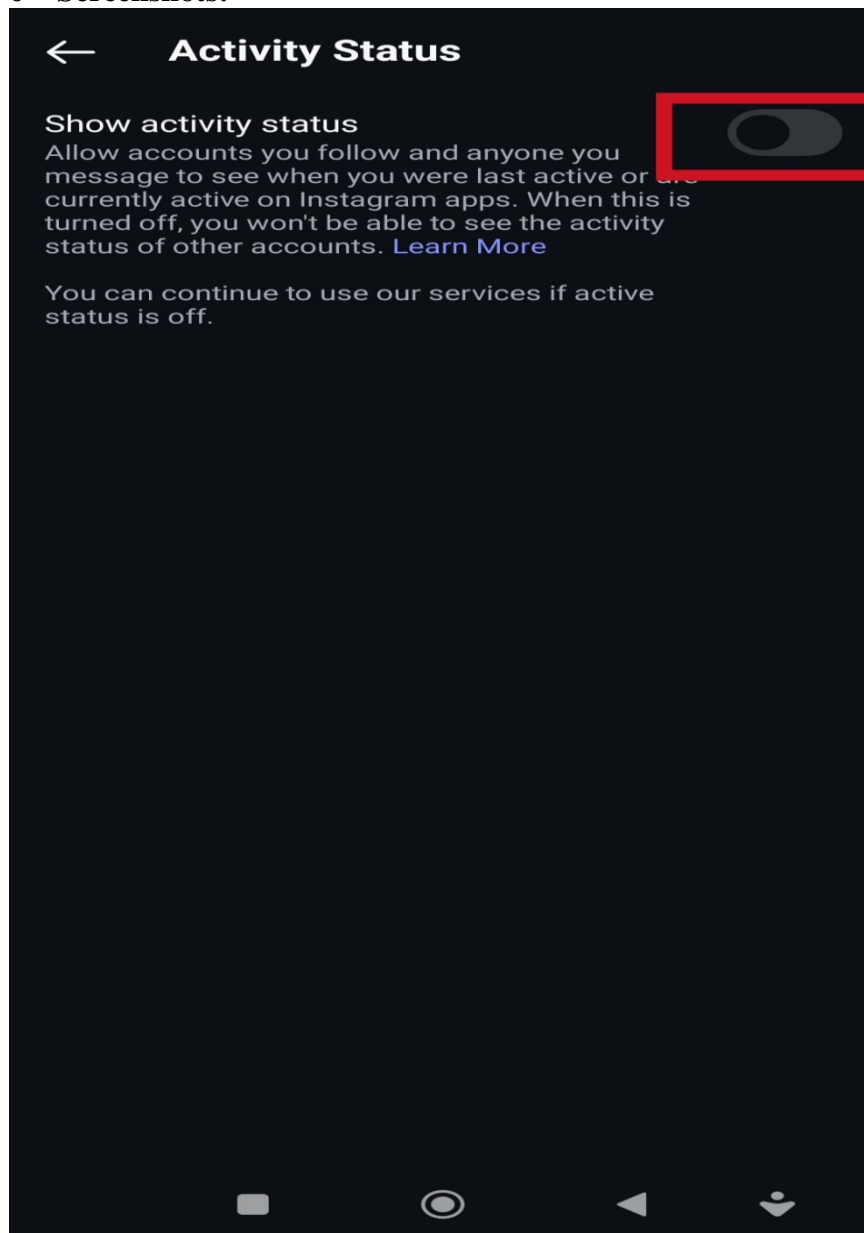 Activity Status
Show activity status
Allow accounts you follow and anyone you
message to see when you were last active or are
currently active on Instagram apps. When this is
turned off, you won't be able to see the activity
status of other accounts. Learn More
You can continue to use our services if active
status is off.